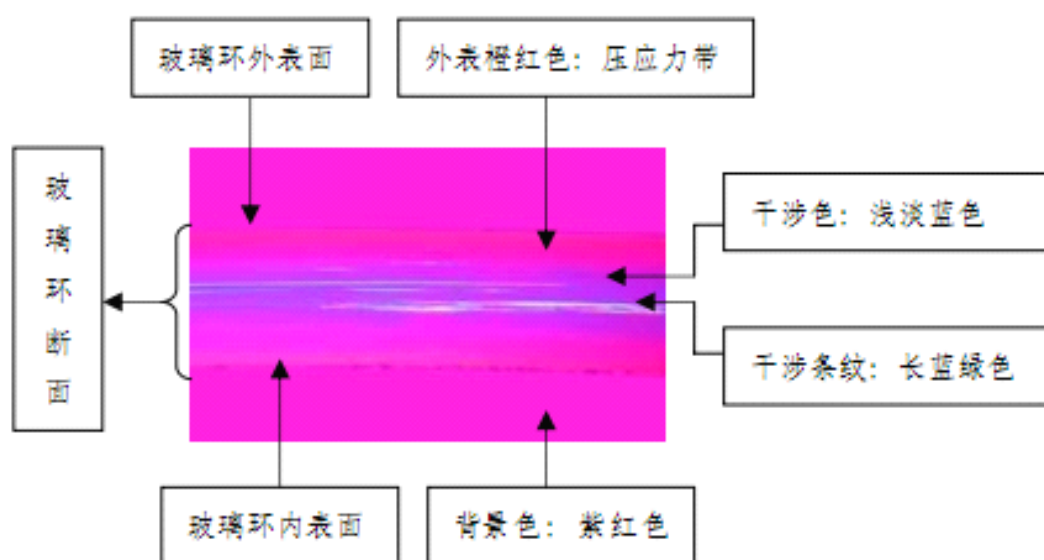 玻璃环外表面
外表橙红色：压应力带
玻璃环断面
干涉色：浅淡蓝色
干涉条纹：长蓝绿色
玻璃环内表面
背景色：紫红色